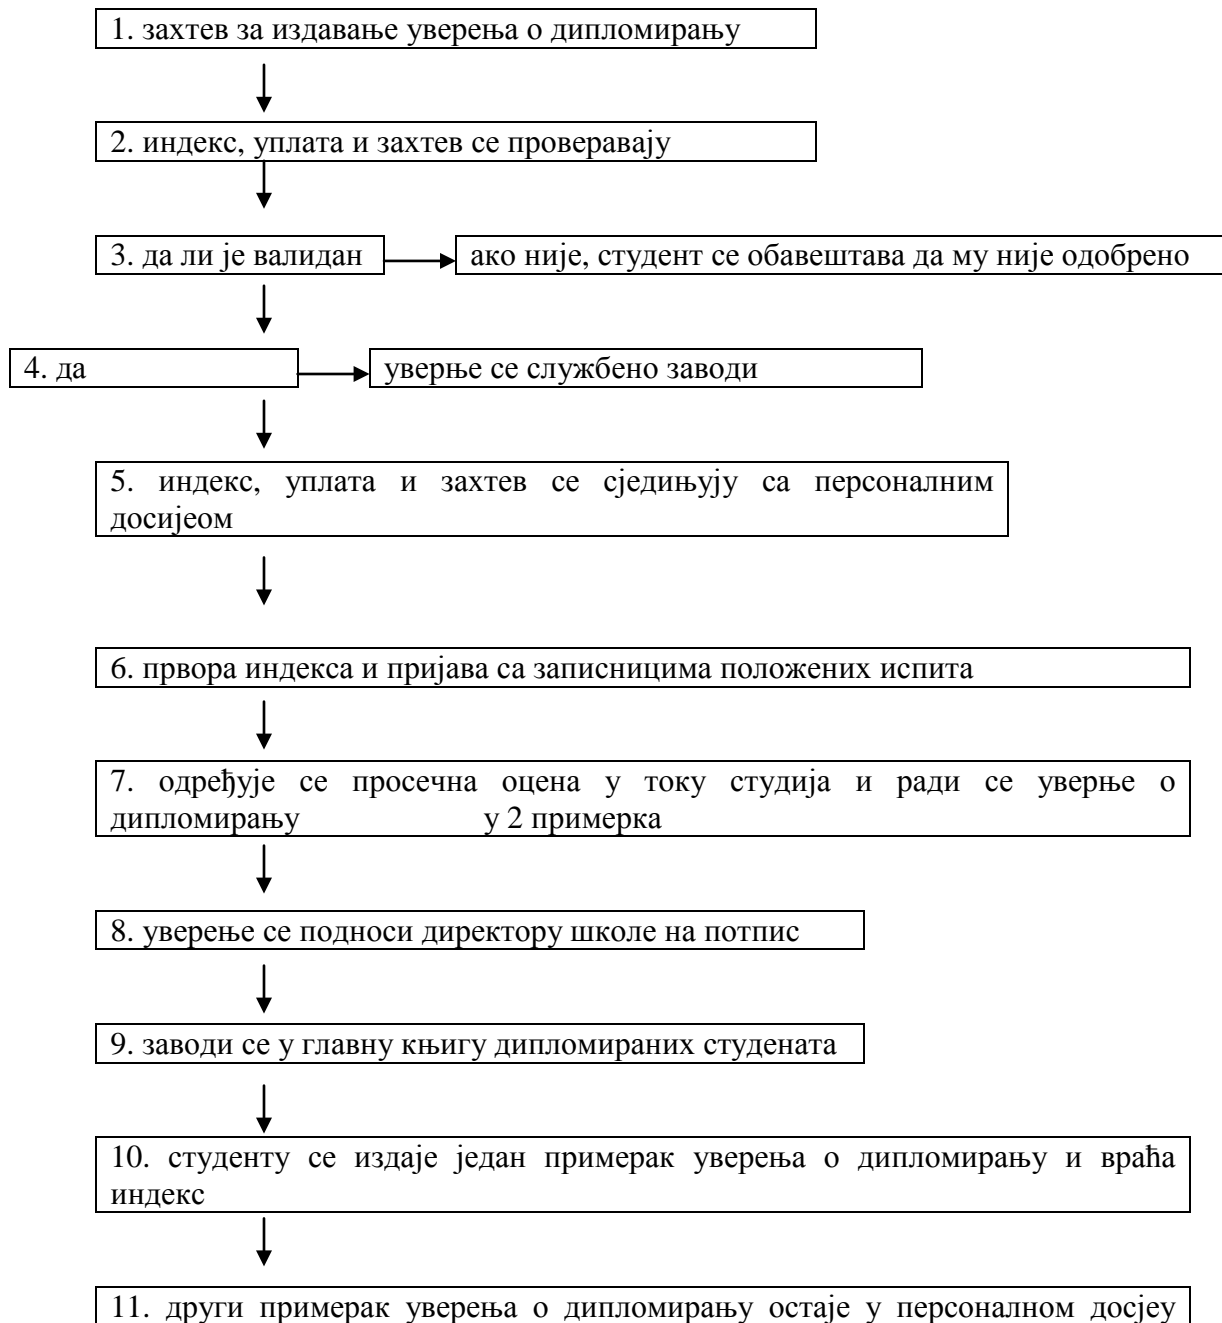 1. захтев за издавање уверења о дипломирању
2. индекс, уплата и захтев се проверавају
3. да ли је валидан
ако није, студент се обавештава да му није одобрено
4. да
уверње се службено заводи
5. индекс, уплата и захтев се сједињују са персоналним
досијеом
6. првора индекса и пријава са записницима положених испита
7. одређује се просечна оцена у току студија и ради се уверње о
дипломирању у 2 примерка
8. уверење се подноси директору школе на потпис
9. заводи се у главну књигу дипломираних студената
10. студенту се издаје један примерак уверења о дипломирању и враћа
индекс
11. други примерак уверења о дипломирању остаје у персоналном досјеу